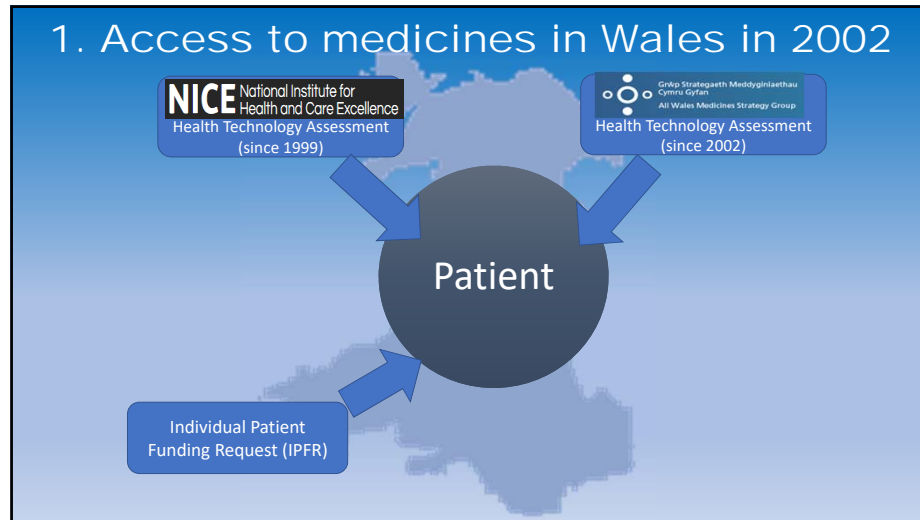 1. Access to medicines in Wales in 2002
NICE National Institute for
Health and Care Excellence
Health Technology Assessment
(since 1999)
Grŵp Strategaeth Meddyginiaethau
Cymru Gyfan
All Wales Medicines Strategy Group
Health Technology Assessment
(since 2002)
Patient
Individual Patient
Funding Request (IPFR)